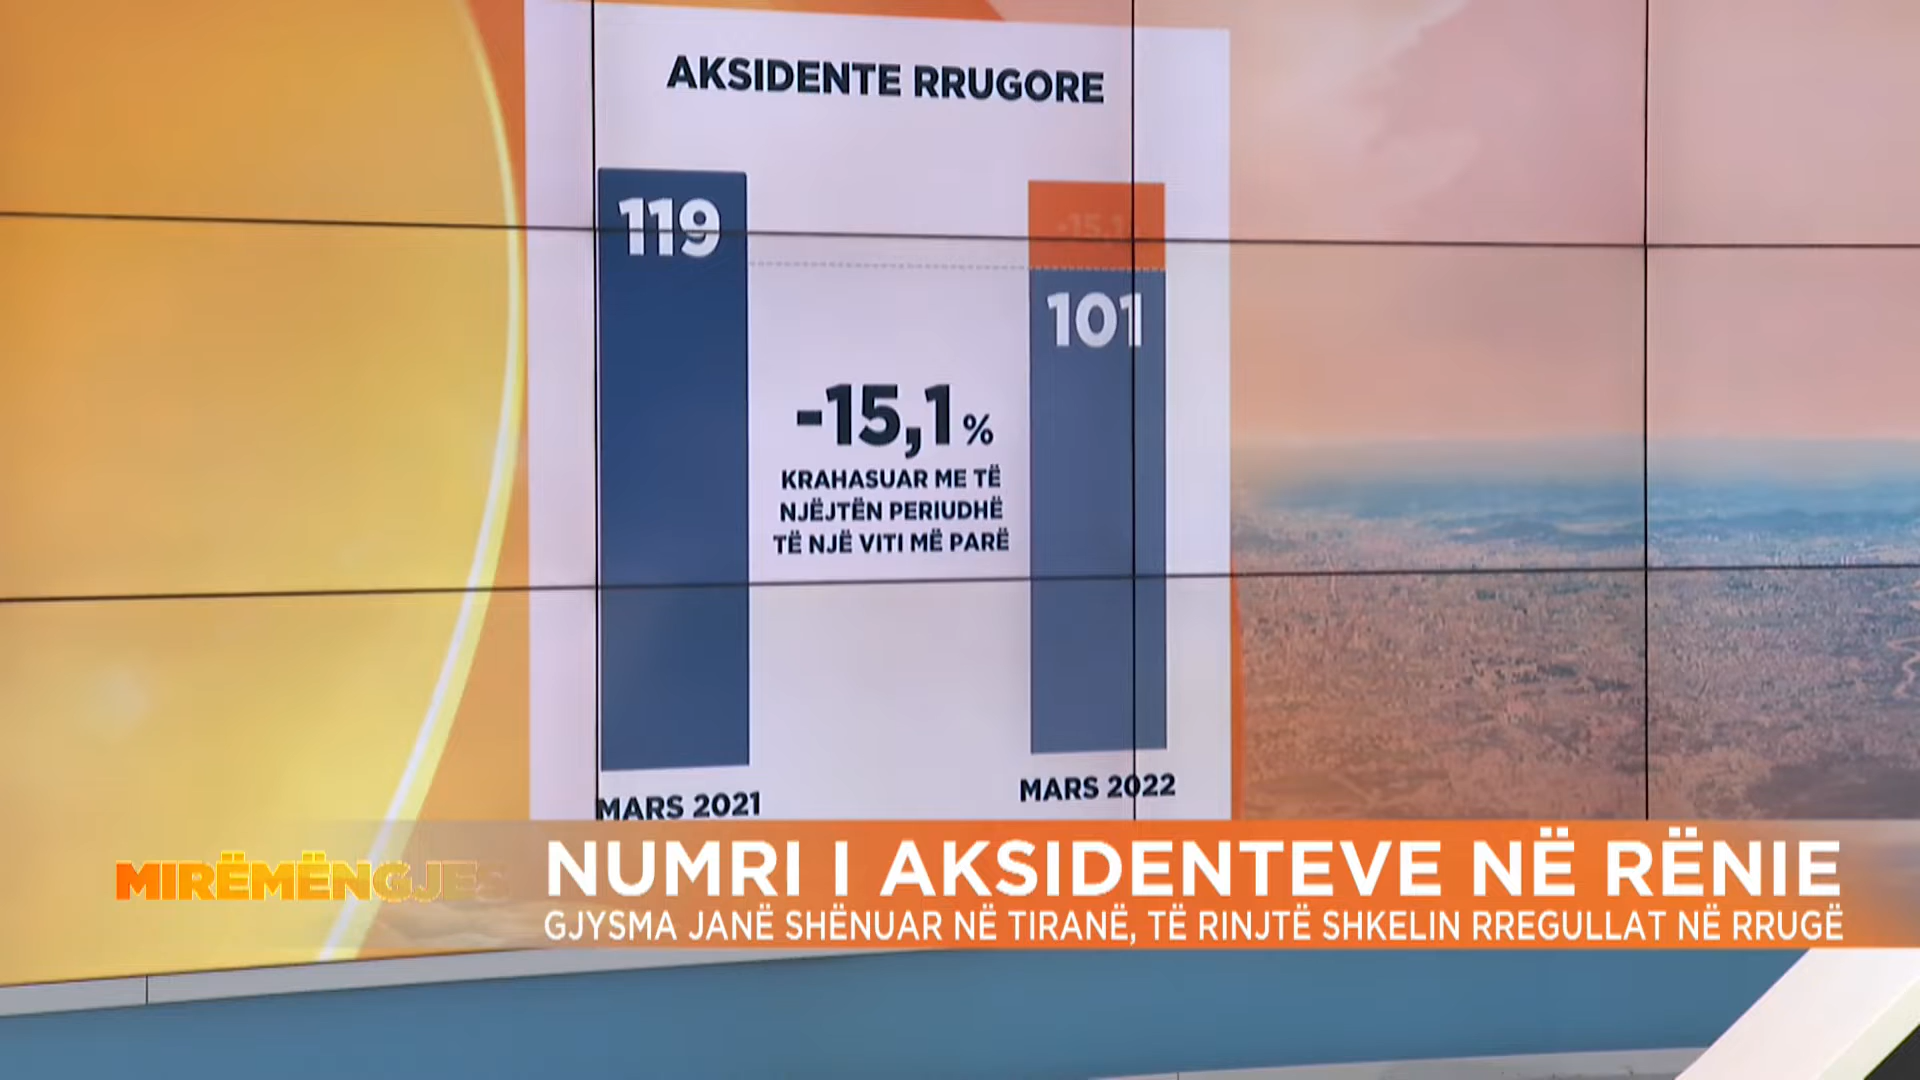 AKSIDENTE RRUGORE
119
101
-15,1%
KRAHASUAR ME TË
NJËJTËN PERIUDHË
TË NJË VITI MË PARË
MARS 2021
MARS 2022
MIRËMËNGJES
NUMRI I AKSIDENTEVE NË RËNIE
GJYSMA JANË SHËNUAR NË TIRANË, TË RINJTË SHKELIN RREGULLAT NË RRUGË